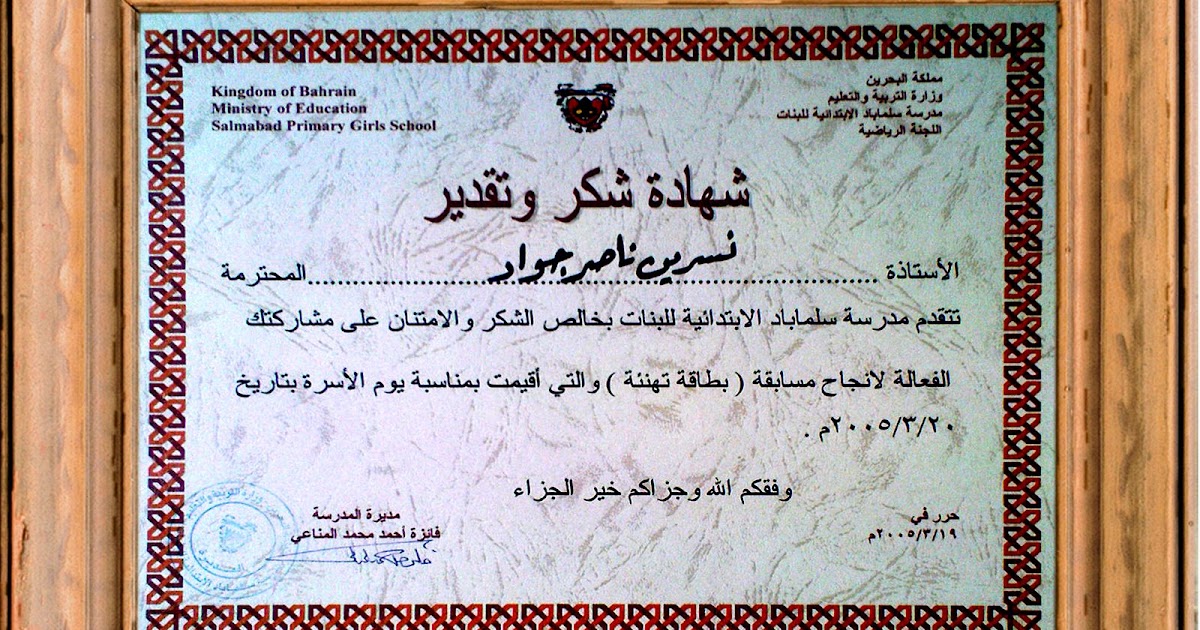 Kingdom of Bahrain
Ministry of Education
Salmabad Primary Girls School
مملكة البحرين
وزارة التربية والتعليم
مدرسة سلماباد الابتدائية للبنات
اللجنة الرياضية
شهادة شكر وتقدير
الأستاذة ........ نسرين ناصر جواد ........ المحترمة
تتقدم مدرسة سلماباد الابتدائية للبنات بخالص الشكر والامتنان على مشاركتك
الفعالة لانجاح مسابقة ( بطاقة تهنئة ) والتي أقيمت بمناسبة يوم الأسرة بتاريخ
٢٠٠٥/٣/٢٠م .
وفقكم الله وجزاكم خير الجزاء
حرر في
٢٠٠٥/٣/١٩م
مديرة المدرسة
فائزة أحمد محمد المناعي